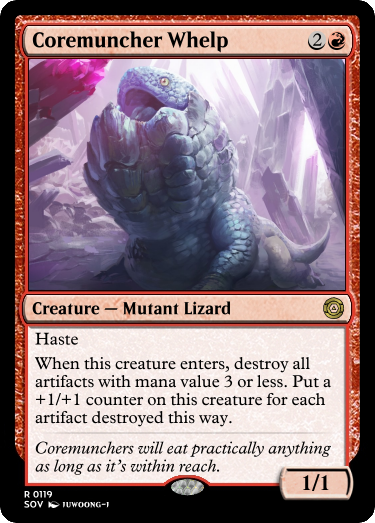 Coremuncher Whelp 2
Creature — Mutant Lizard
Haste
When this creature enters, destroy all
artifacts with mana value 3 or less. Put a
+1/+1 counter on this creature for each
artifact destroyed this way.
Coremunchers will eat practically anything
as long as it's within reach.
1/1
R 0119
SOV JUWOONG-J